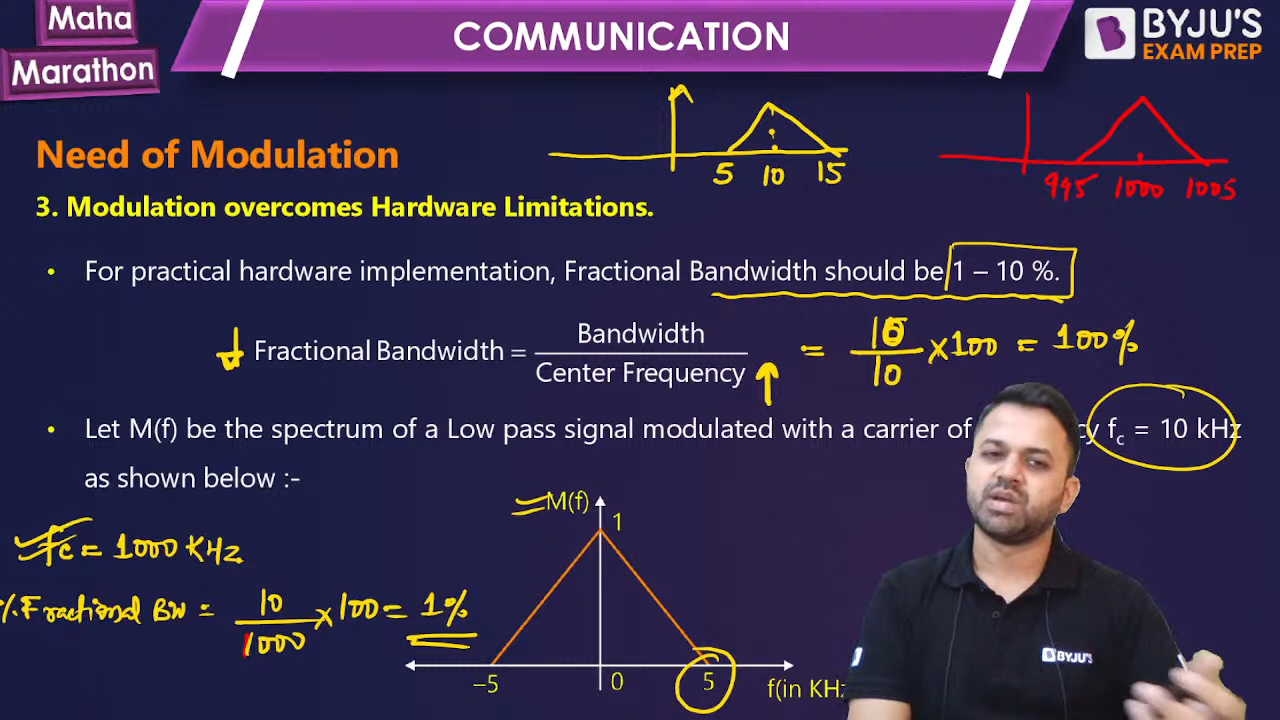 Maha
Marathon
COMMUNICATION
BYJU'S
EXAM PREP
5 10 15
995 1000 1005
Need of Modulation
3. Modulation overcomes Hardware Limitations.
• For practical hardware implementation, Fractional Bandwidth should be 1 – 10 %.
Fractional Bandwidth = Bandwidth / Center Frequency = 10/10 × 100 = 100%
• Let M(f) be the spectrum of a Low pass signal modulated with a carrier of cy fc = 10 kHz
as shown below :-
M(f)
1
fc = 1000 KHz
%.Fractional BW = 10/1000 × 100 = 1%
–5 0 5 f(in KHz
BYJU'S